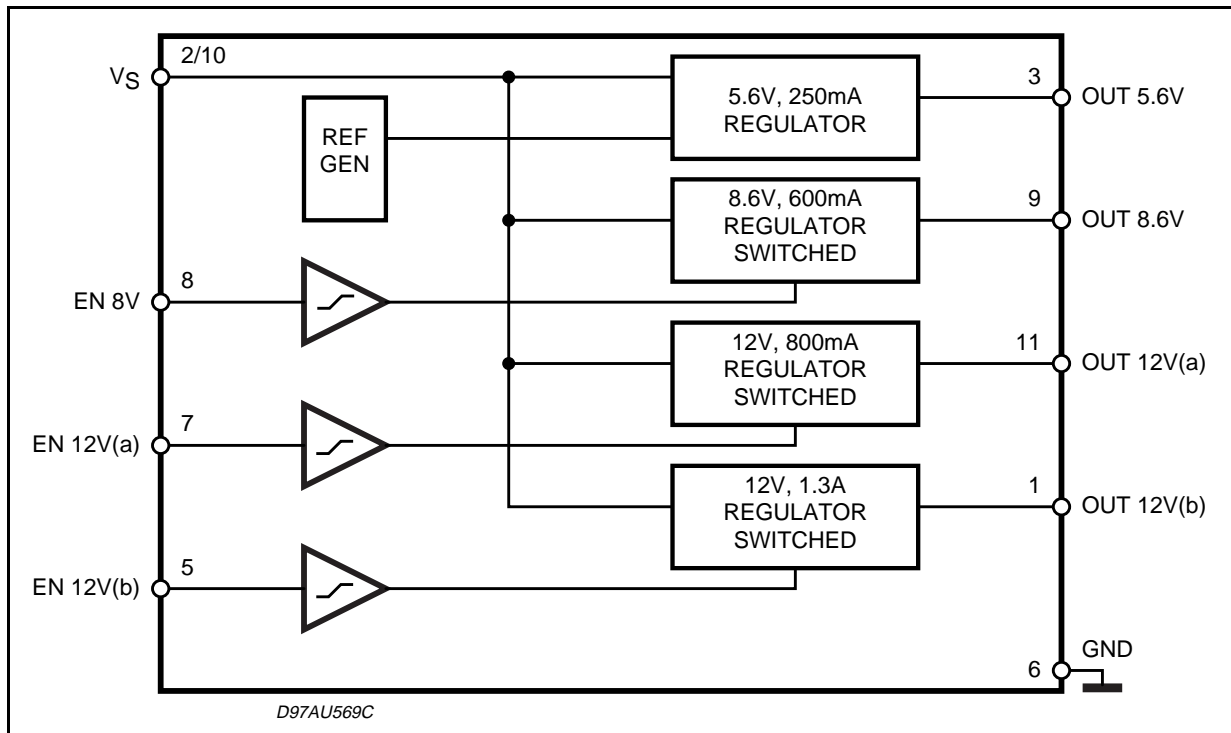 2/10
VS
5.6V, 250mA
REGULATOR
3
OUT 5.6V
REF
GEN
8.6V, 600mA
REGULATOR
SWITCHED
9
OUT 8.6V
8
EN 8V
12V, 800mA
REGULATOR
SWITCHED
11
OUT 12V(a)
7
EN 12V(a)
12V, 1.3A
REGULATOR
SWITCHED
1
OUT 12V(b)
5
EN 12V(b)
GND
6
D97AU569C